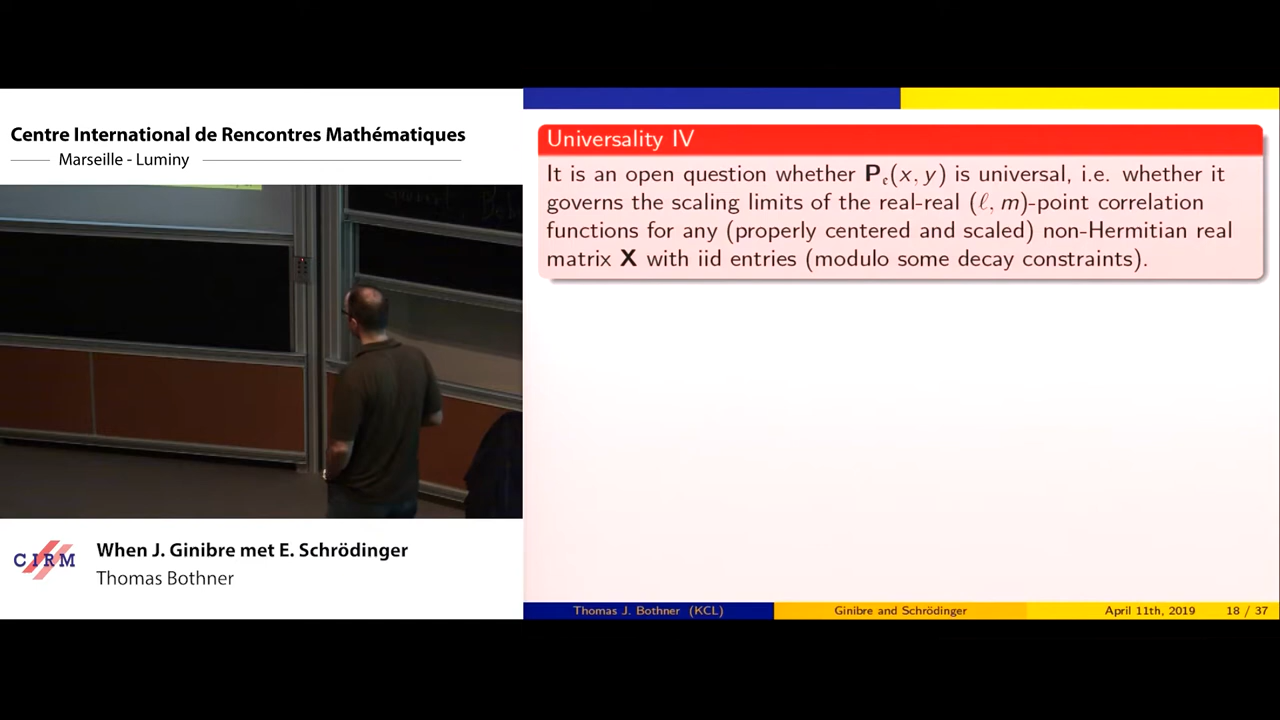 Centre International de Rencontres Mathématiques
Marseille - Luminy
CIRM
When J. Ginibre met E. Schrödinger
Thomas Bothner
Universality IV
It is an open question whether Pₑ(x, y) is universal, i.e. whether it
governs the scaling limits of the real-real (ℓ, m)-point correlation
functions for any (properly centered and scaled) non-Hermitian real
matrix X with iid entries (modulo some decay constraints).
Thomas J. Bothner (KCL)
Ginibre and Schrödinger
April 11th, 2019
18 / 37